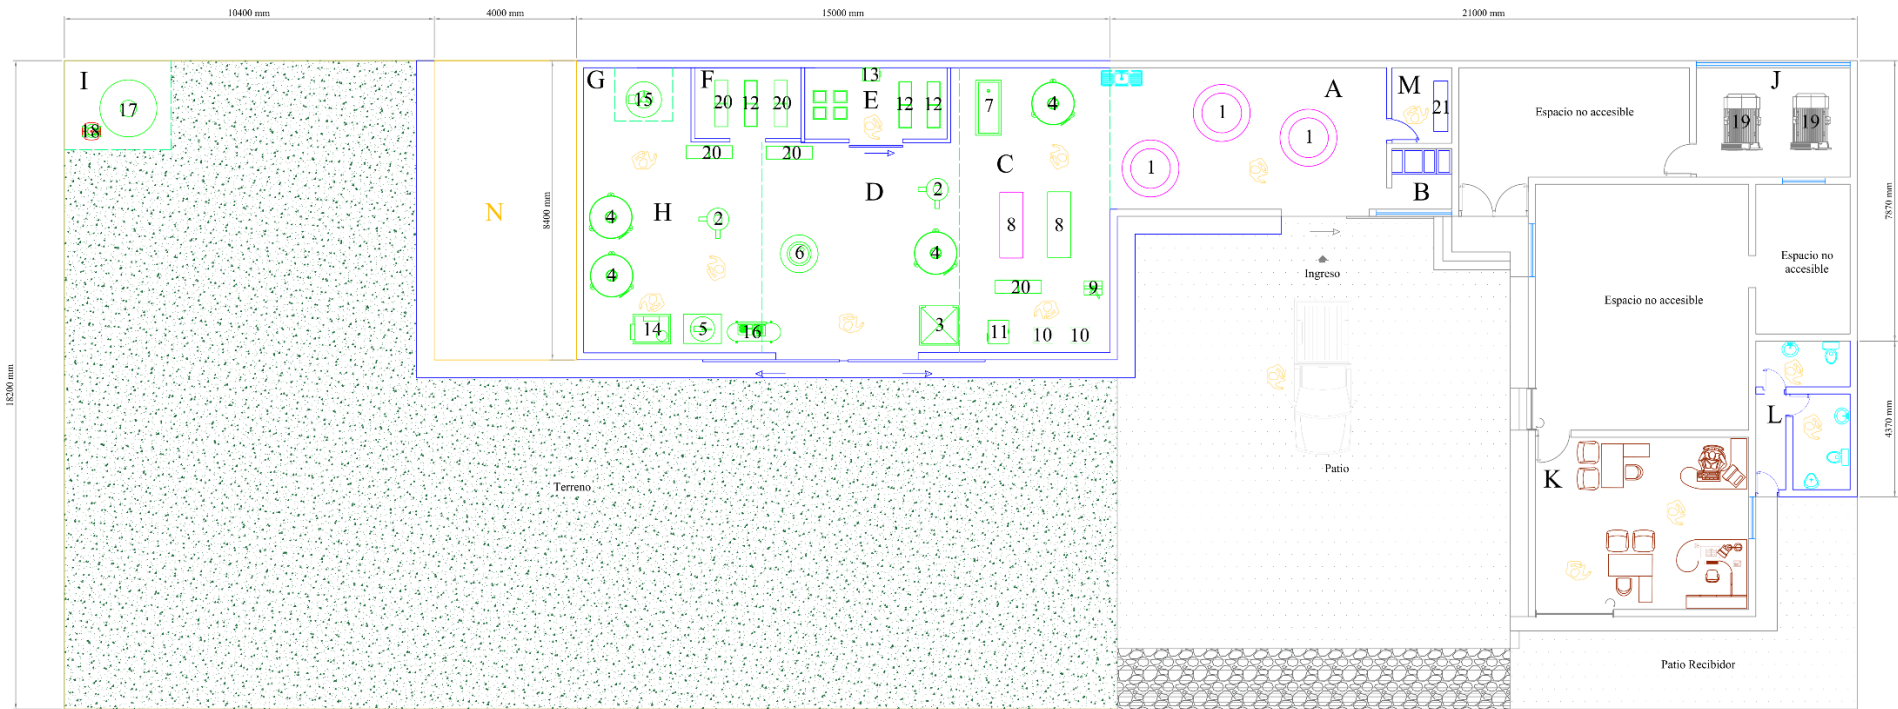 10400 mm
4000 mm
15000 mm
21000 mm
I
17
18
G
15
F
20
12
20
13
E
12
12
7
4
1
A
M
21
Espacio no accesible
J
19
19
20
20
C
1
1
B
N
8400 mm
4
H
2
D
2
8
8
6
4
4
20
9
14
5
16
3
11
10
10
Ingreso
Espacio no
accesible
Espacio no accesible
7870 mm
18200 mm
L
4370 mm
Patio
K
Terreno
Patio Recibidor